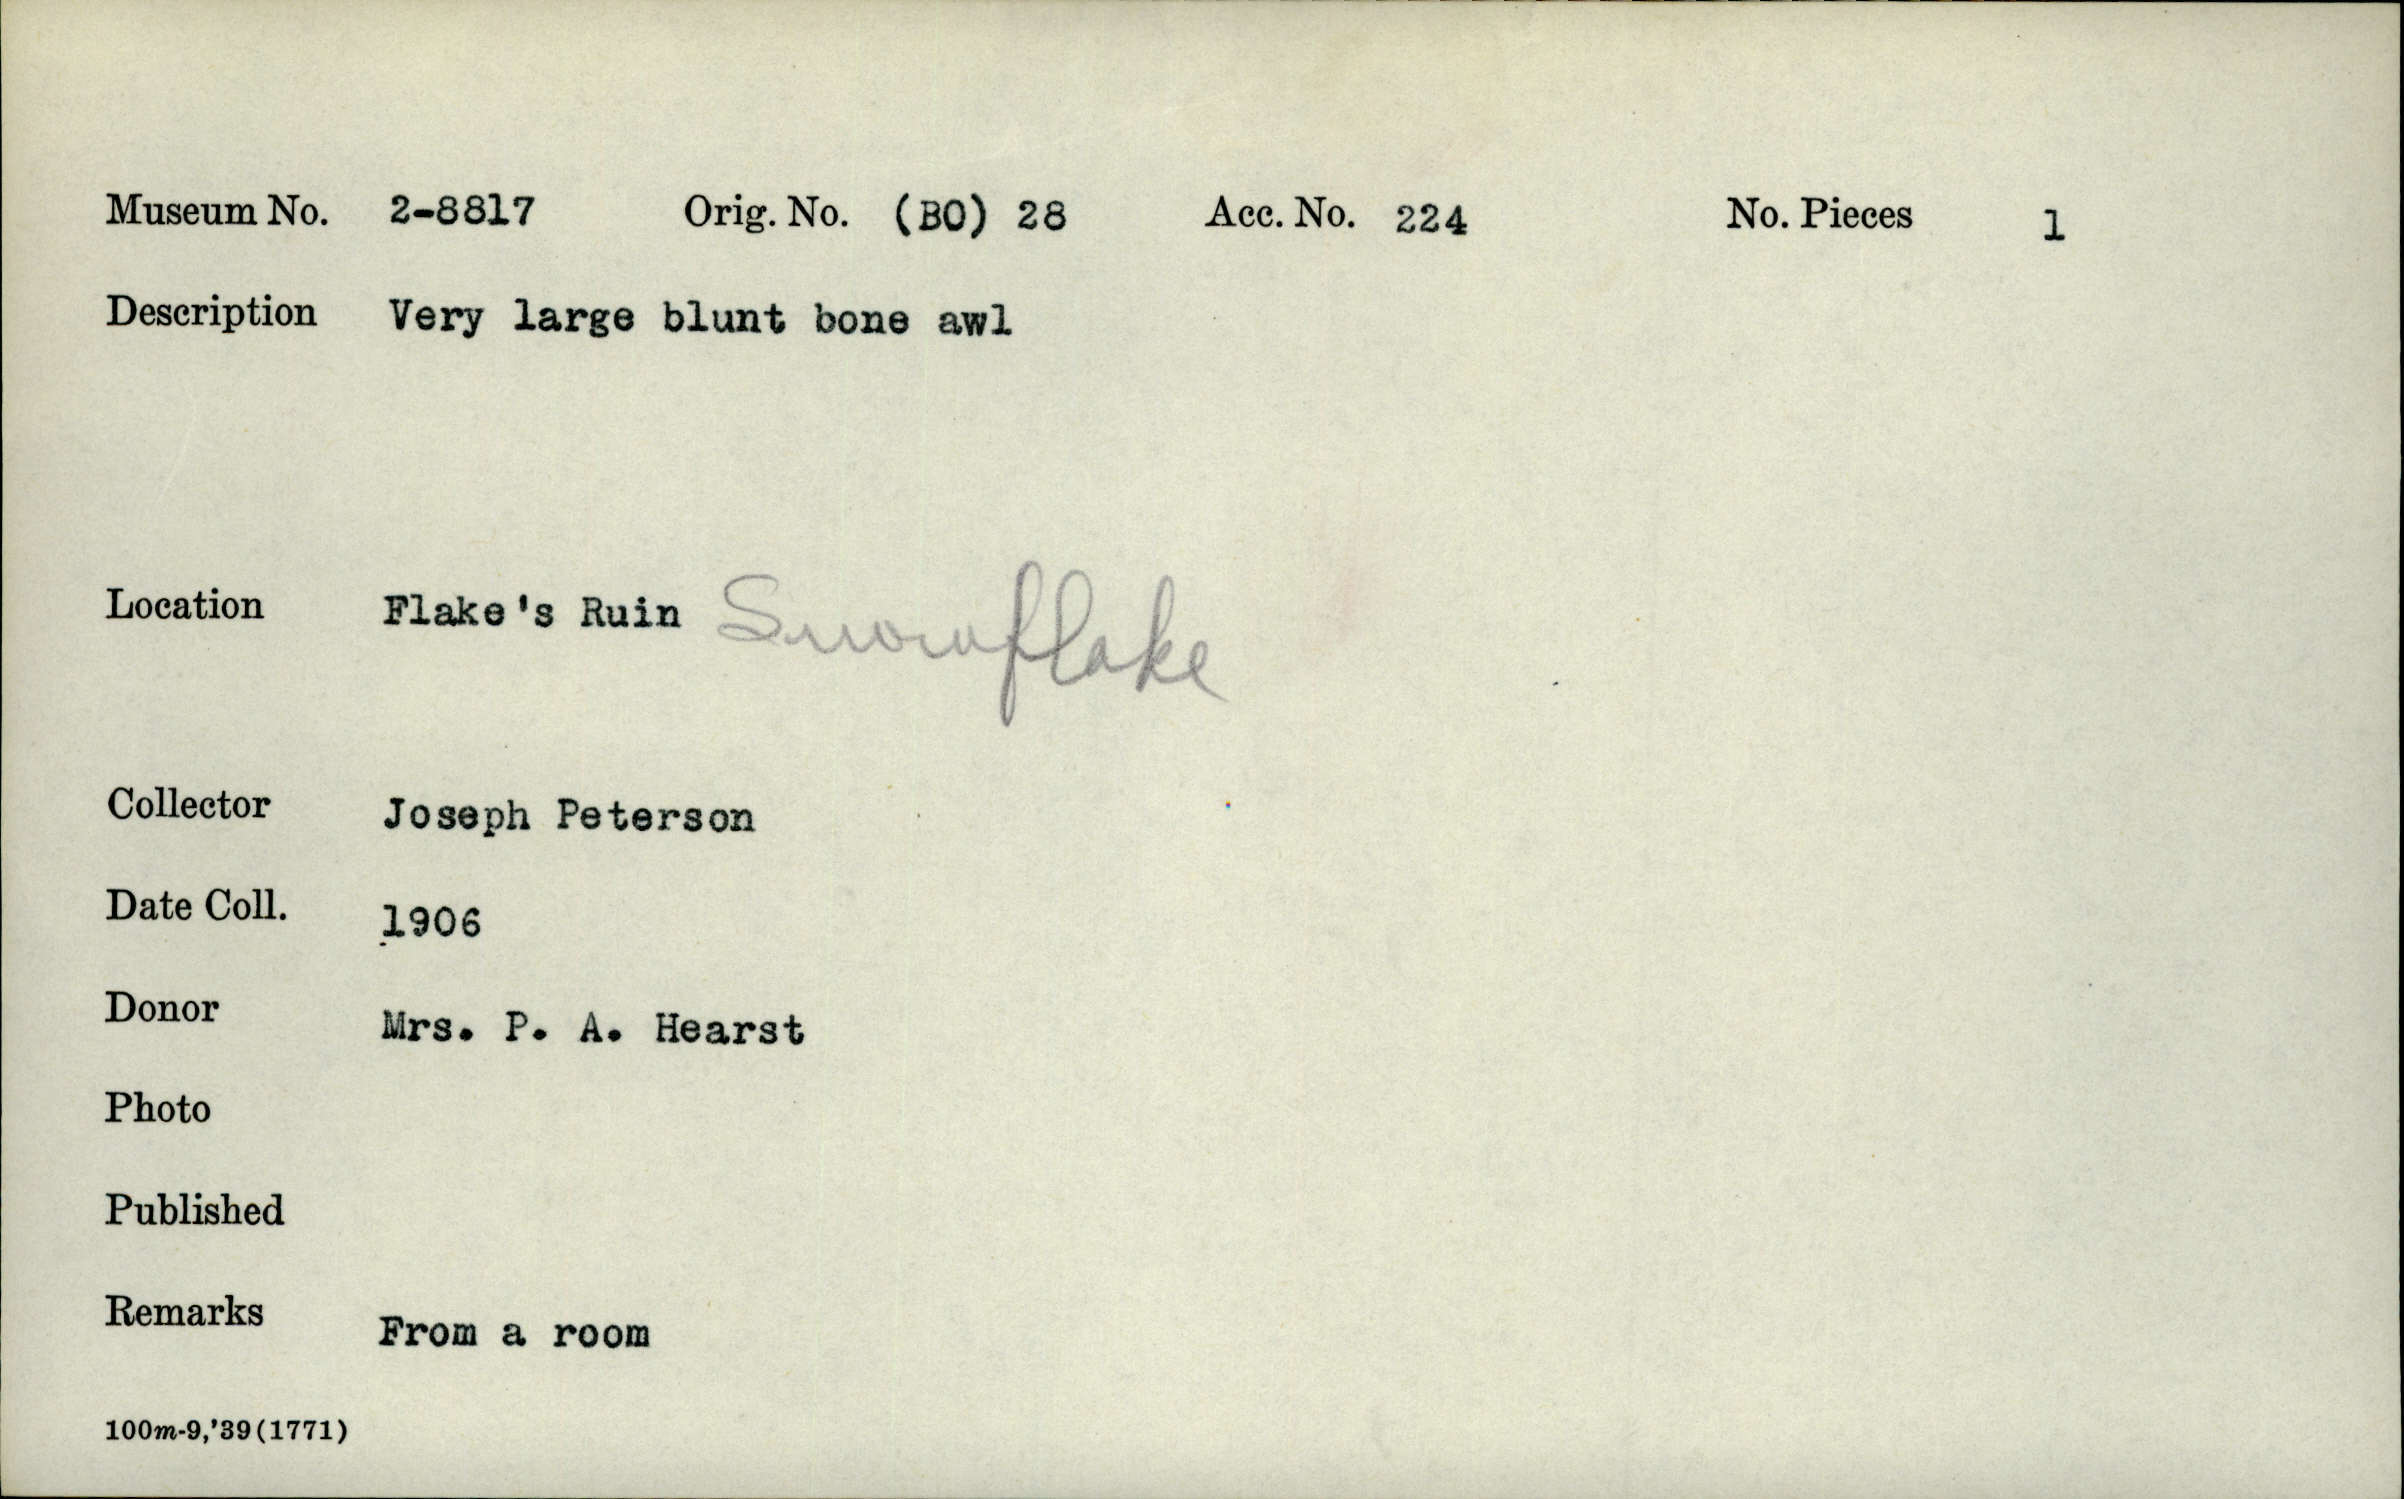 Museum No. 2-8817 Orig. No. (BO) 28 Acc. No. 224 No. Pieces 1
Description Very large blunt bone awl
Location Flake's Ruin Snowflake
Collector Joseph Peterson
Date Coll. 1906
Donor Mrs. P. A. Hearst
Photo
Published
Remarks From a room
100m-9,'39(1771)